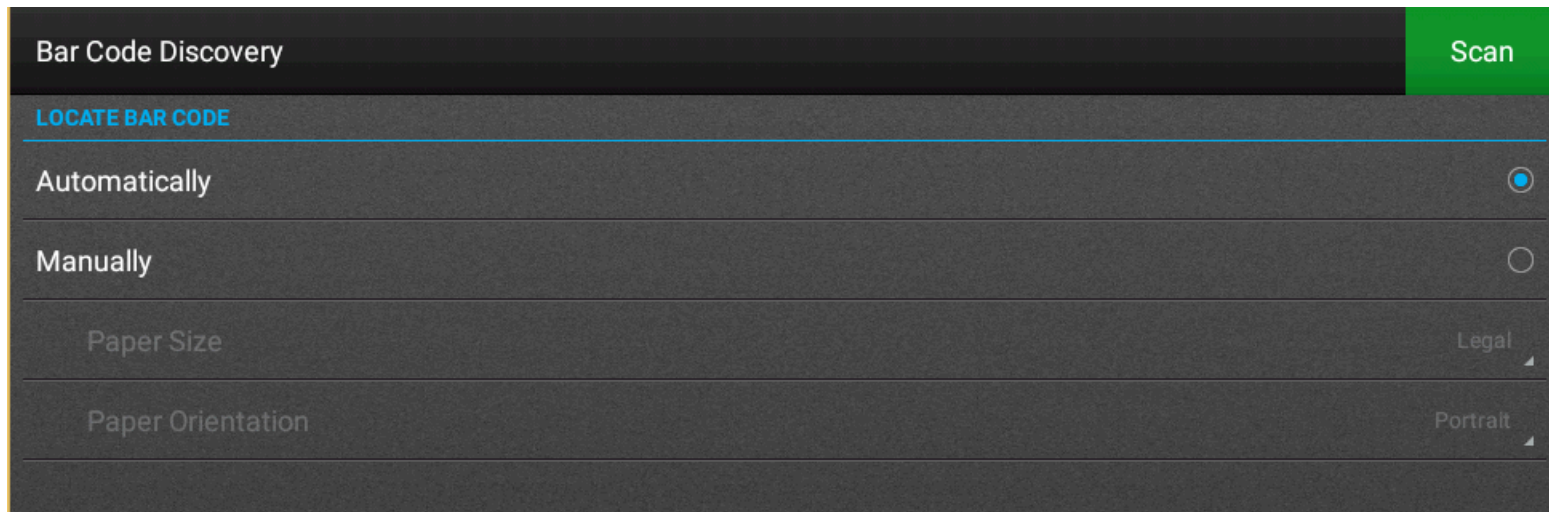 Bar Code Discovery
Scan
LOCATE BAR CODE
Automatically
Manually
Paper Size
Legal
Paper Orientation
Portrait